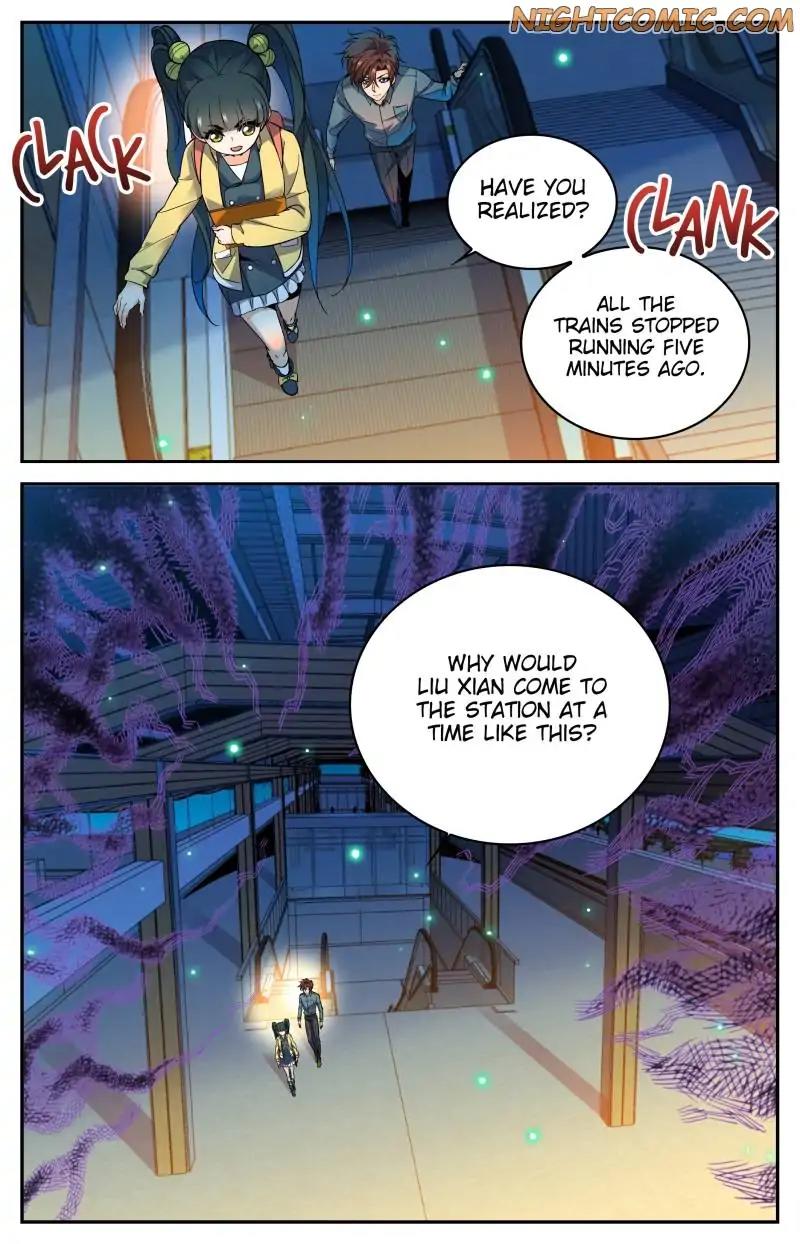 NIGHTCOMIC.COM
CLACK
HAVE YOU
REALIZED?
CLANK
ALL THE
TRAINS STOPPED
RUNNING FIVE
MINUTES AGO.
WHY WOULD
LIU XIAN COME TO
THE STATION AT A
TIME LIKE THIS?